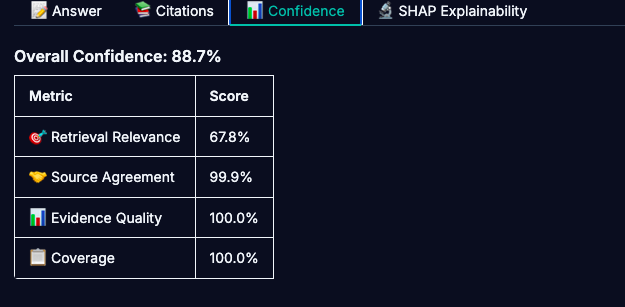 📝 Answer 📚 Citations 📊 Confidence 🔬 SHAP Explainability
Overall Confidence: 88.7%
Metric Score
🎯 Retrieval Relevance 67.8%
🤝 Source Agreement 99.9%
📊 Evidence Quality 100.0%
📋 Coverage 100.0%